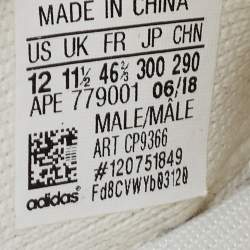 MADE IN CHINA
US UK FR JP CHN
12 11½ 46⅔ 300 290
APE 779001 06/18
MALE/MÂLE
ART CP9366
#120751849
Fd8CVWYb03120
adidas